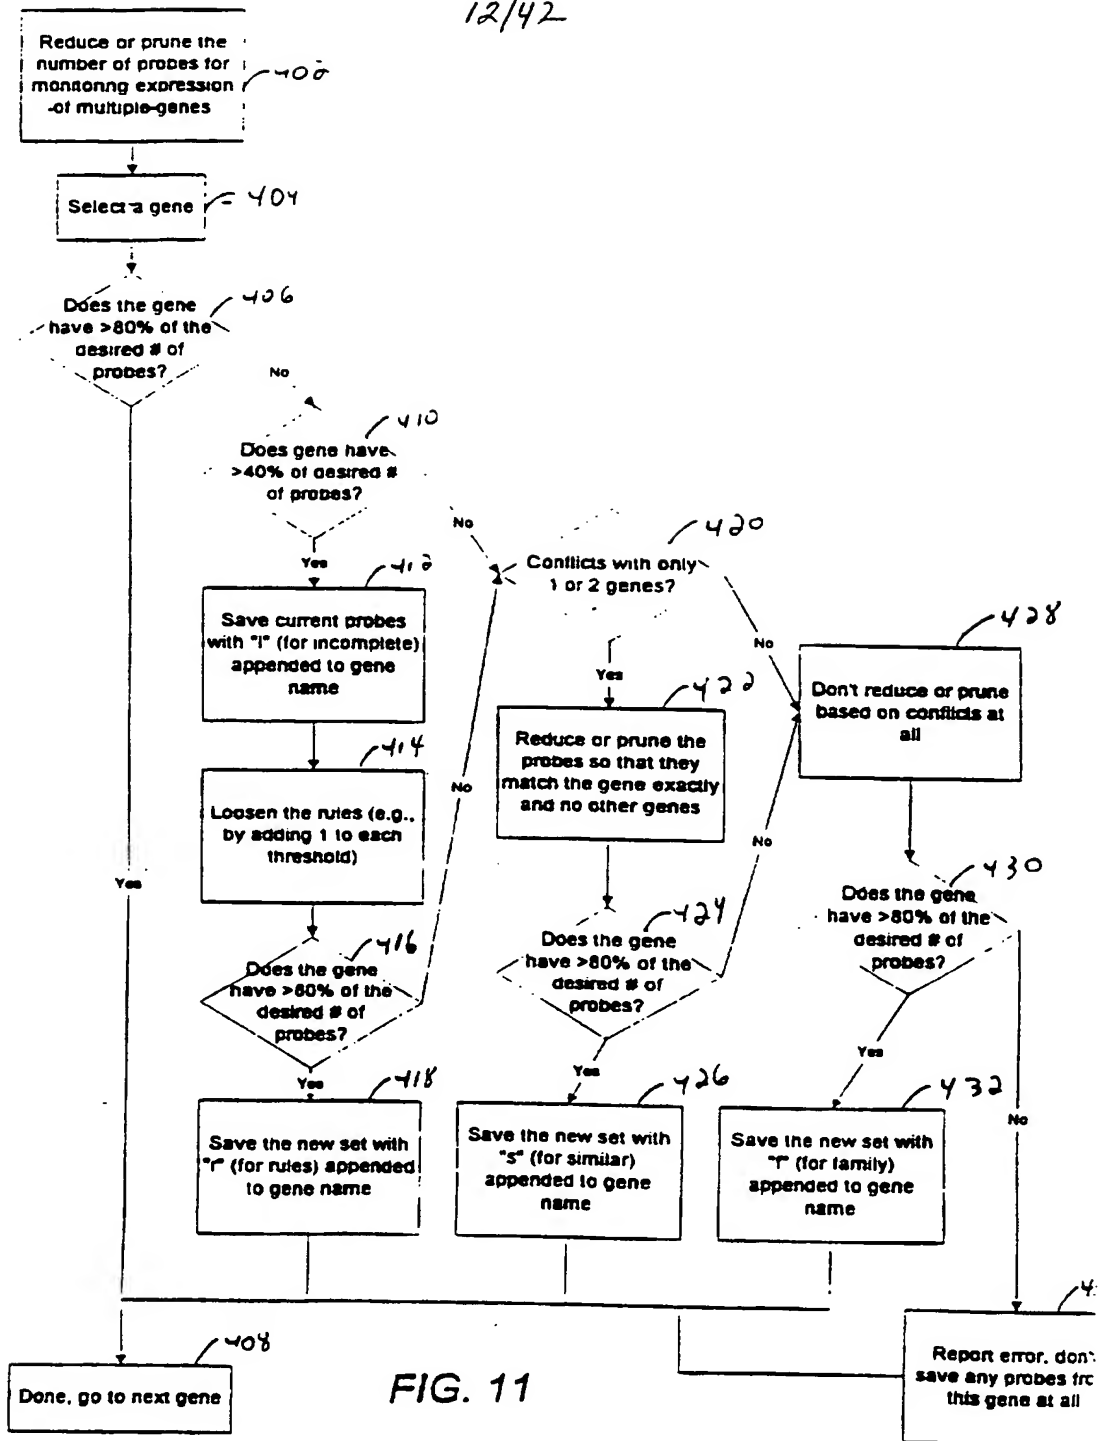 12/42
Reduce or prune the
number of probes for
monitoring expression
-of multiple-genes
402
Select a gene
404
Does the gene
have >80% of the
desired # of
probes?
406
No
Does gene have
>40% of desired #
of probes?
410
No
Yes
412
Save current probes
with "i" (for incomplete)
appended to gene
name
414
Loosen the rules (e.g.,
by adding 1 to each
threshold)
416
Does the gene
have >80% of the
desired # of
probes?
No
Yes
418
Save the new set with
"r" (for rules) appended
to gene name
420
Conflicts with only
1 or 2 genes?
No
Yes
422
Reduce or prune the
probes so that they
match the gene exactly
and no other genes
424
Does the gene
have >80% of the
desired # of
probes?
No
Yes
426
Save the new set with
"s" (for similar)
appended to gene
name
428
Don't reduce or prune
based on conflicts at
all
430
Does the gene
have >80% of the
desired # of
probes?
Yes
No
432
Save the new set with
"f" (for family)
appended to gene
name
Yes
408
Done, go to next gene
FIG. 11
Report error, don't
save any probes
this gene at all